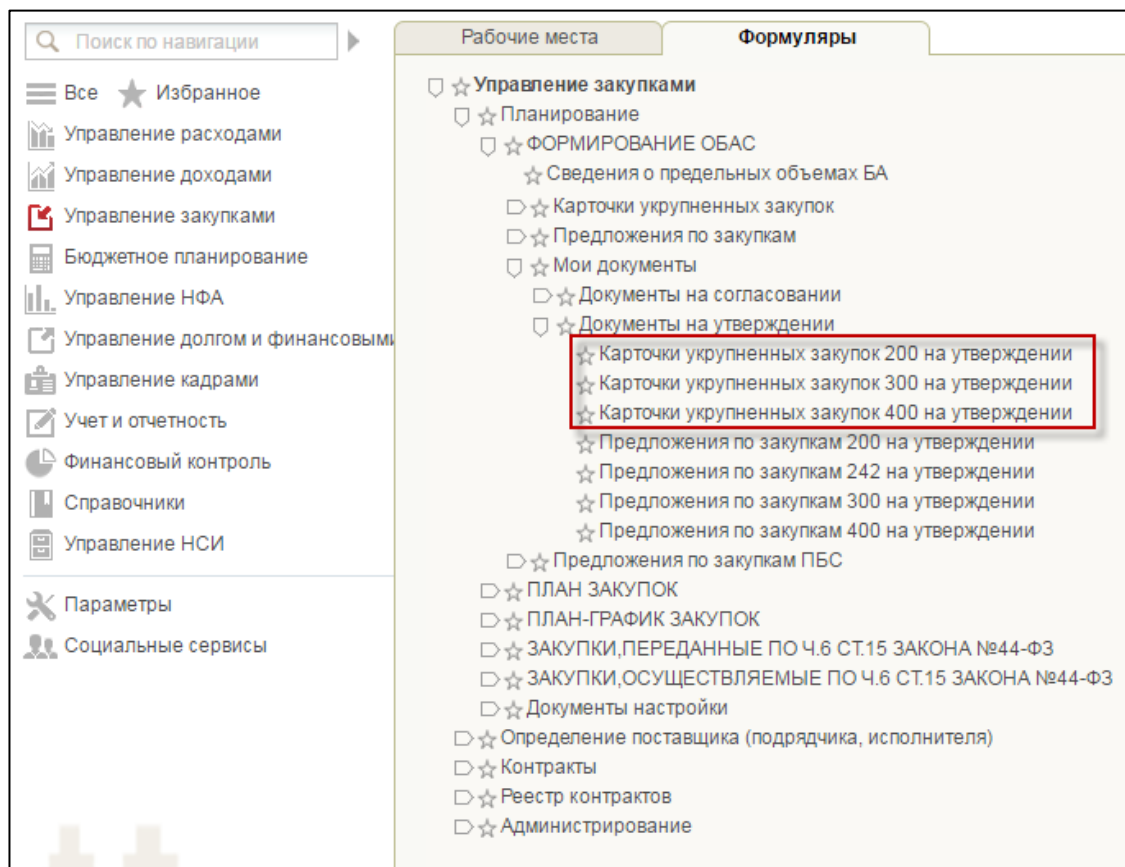 Поиск по навигации
Все Избранное
Управление расходами
Управление доходами
Управление закупками
Бюджетное планирование
Управление НФА
Управление долгом и финансовыми
Управление кадрами
Учет и отчетность
Финансовый контроль
Справочники
Управление НСИ
Параметры
Социальные сервисы
Рабочие места Формуляры
Управление закупками
Планирование
ФОРМИРОВАНИЕ ОБАС
Сведения о предельных объемах БА
Карточки укрупненных закупок
Предложения по закупкам
Мои документы
Документы на согласовании
Документы на утверждении
Карточки укрупненных закупок 200 на утверждении
Карточки укрупненных закупок 300 на утверждении
Карточки укрупненных закупок 400 на утверждении
Предложения по закупкам 200 на утверждении
Предложения по закупкам 242 на утверждении
Предложения по закупкам 300 на утверждении
Предложения по закупкам 400 на утверждении
Предложения по закупкам ПБС
ПЛАН ЗАКУПОК
ПЛАН-ГРАФИК ЗАКУПОК
ЗАКУПКИ,ПЕРЕДАННЫЕ ПО Ч.6 СТ.15 ЗАКОНА №44-ФЗ
ЗАКУПКИ,ОСУЩЕСТВЛЯЕМЫЕ ПО Ч.6 СТ.15 ЗАКОНА №44-ФЗ
Документы настройки
Определение поставщика (подрядчика, исполнителя)
Контракты
Реестр контрактов
Администрирование